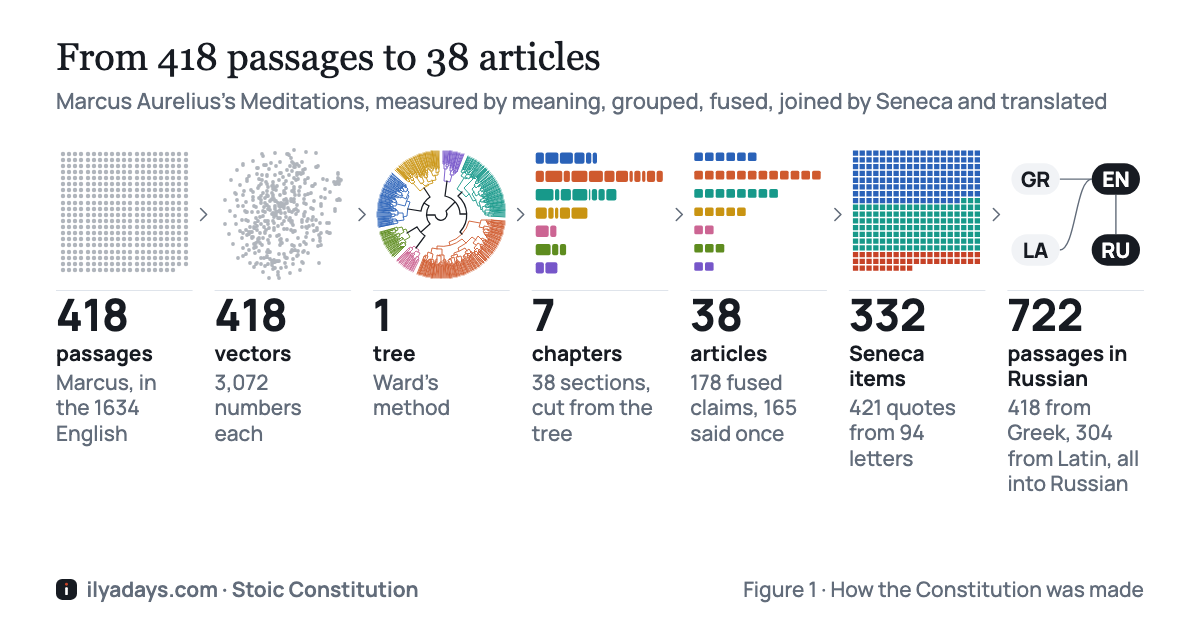 From 418 passages to 38 articles
Marcus Aurelius's Meditations, measured by meaning, grouped, fused, joined by Seneca and translated
GR
EN
LA
RU
418
passages
Marcus, in
the 1634
English
418
vectors
3,072
numbers
each
1
tree
Ward's
method
7
chapters
38 sections,
cut from the
tree
38
articles
178 fused
claims, 165
said once
332
Seneca
items
421 quotes
from 94
letters
722
passages in
Russian
418 from
Greek, 304
from Latin, all
into Russian
i
ilyadays.com · Stoic Constitution
Figure 1 · How the Constitution was made